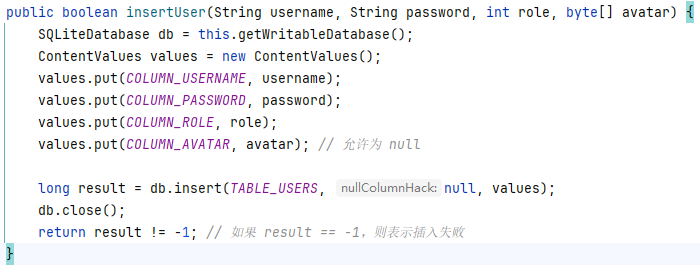 public boolean insertUser(String username, String password, int role, byte[] avatar) {
    SQLiteDatabase db = this.getWritableDatabase();
    ContentValues values = new ContentValues();
    values.put(COLUMN_USERNAME, username);
    values.put(COLUMN_PASSWORD, password);
    values.put(COLUMN_ROLE, role);
    values.put(COLUMN_AVATAR, avatar); // 允许为 null

    long result = db.insert(TABLE_USERS, nullColumnHack: null, values);
    db.close();
    return result != -1; // 如果 result == -1，则表示插入失败
}